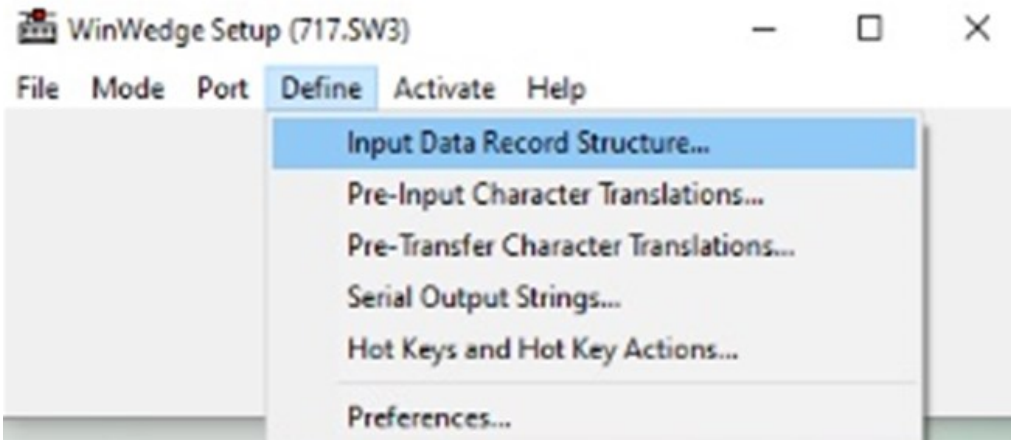 WinWedge Setup (717.SW3)
File Mode Port Define Activate Help
Input Data Record Structure...
Pre-Input Character Translations...
Pre-Transfer Character Translations...
Serial Output Strings...
Hot Keys and Hot Key Actions...
Preferences...